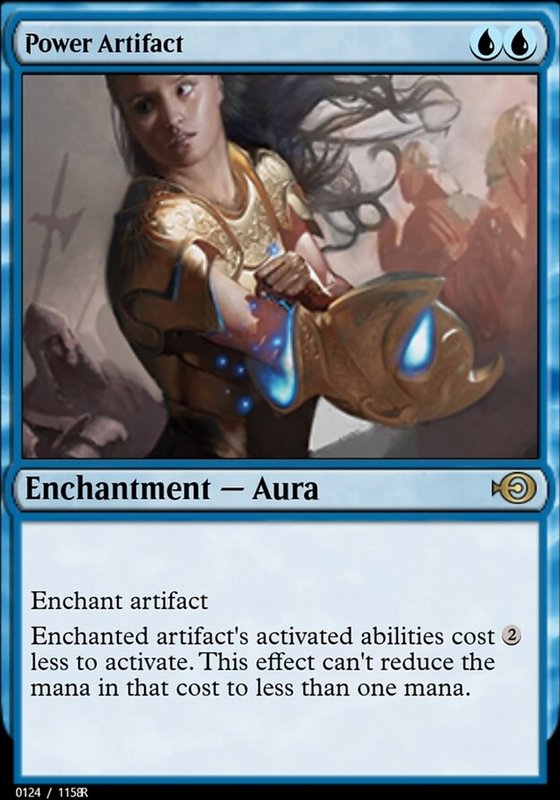 Power Artifact
Enchantment — Aura
Enchant artifact
Enchanted artifact's activated abilities cost 2
less to activate. This effect can't reduce the
mana in that cost to less than one mana.
0124 / 1158R